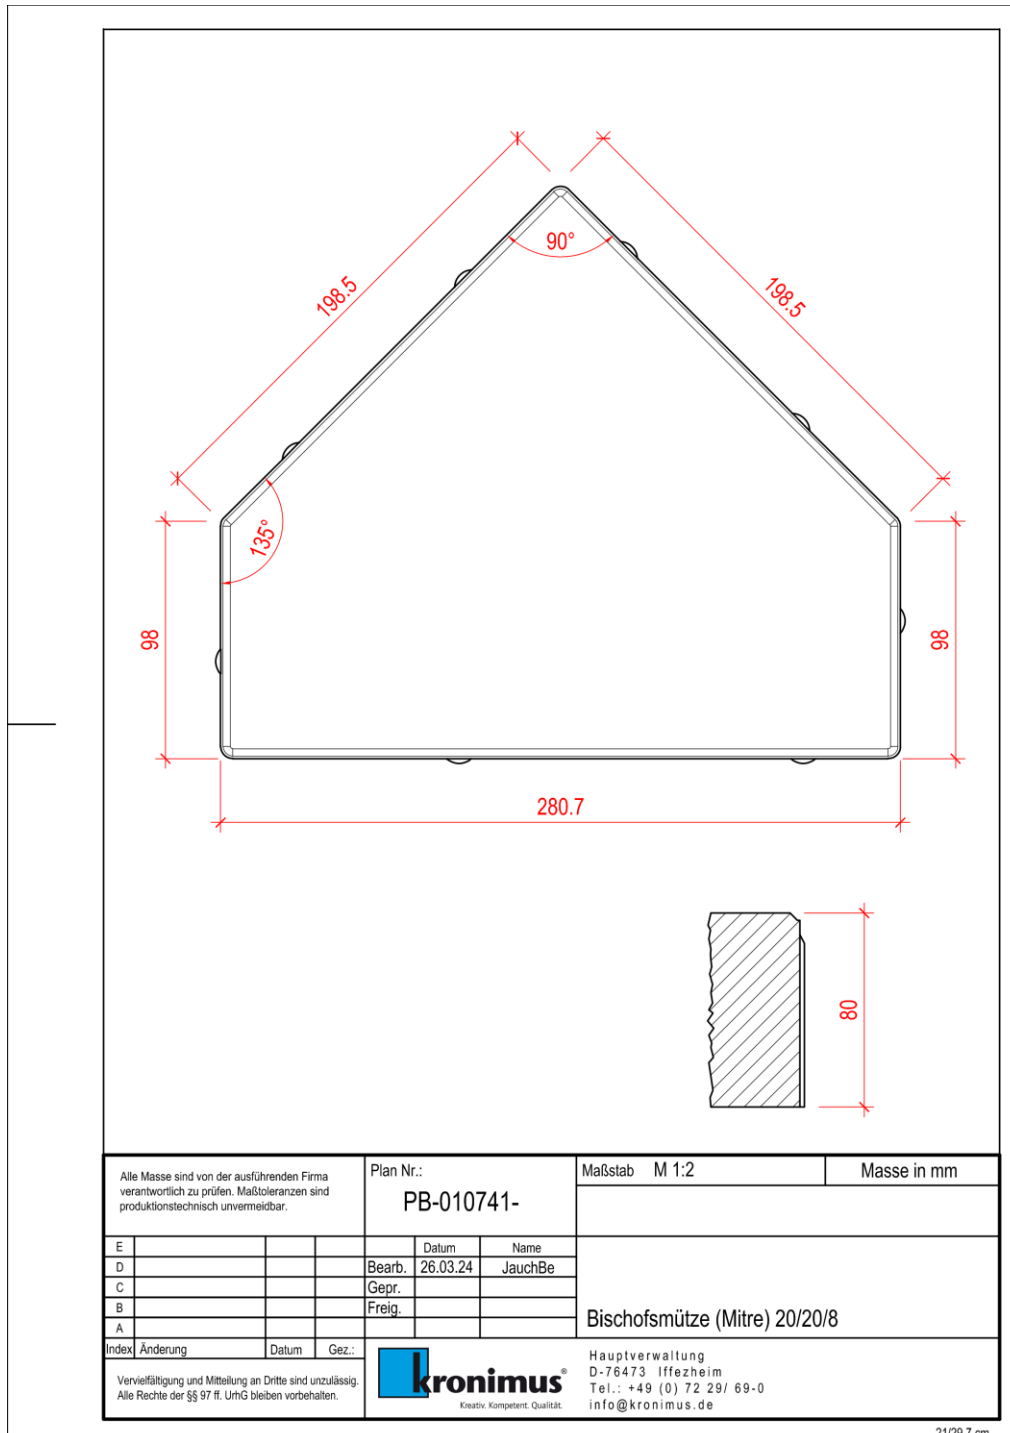 90°
198.5
198.5
135°
98
98
280.7
80
Alle Masse sind von der ausführenden Firma
verantwortlich zu prüfen. Maßtoleranzen sind
produktionstechnisch unvermeidbar.
Plan Nr.:
PB-010741-
Maßstab M 1:2
Masse in mm
E
Datum Name
D
Bearb. 26.03.24 JauchBe
C
Gepr.
B
Freig.
A
Bischofsmütze (Mitre) 20/20/8
Index Änderung Datum Gez.:
Vervielfältigung und Mitteilung an Dritte sind unzulässig.
Alle Rechte der §§ 97 ff. UrhG bleiben vorbehalten.
kronimus®
Kreativ. Kompetent. Qualität.
Hauptverwaltung
D-76473 Iffezheim
Tel.: +49 (0) 72 29/ 69-0
info@kronimus.de
21/29,7 cm